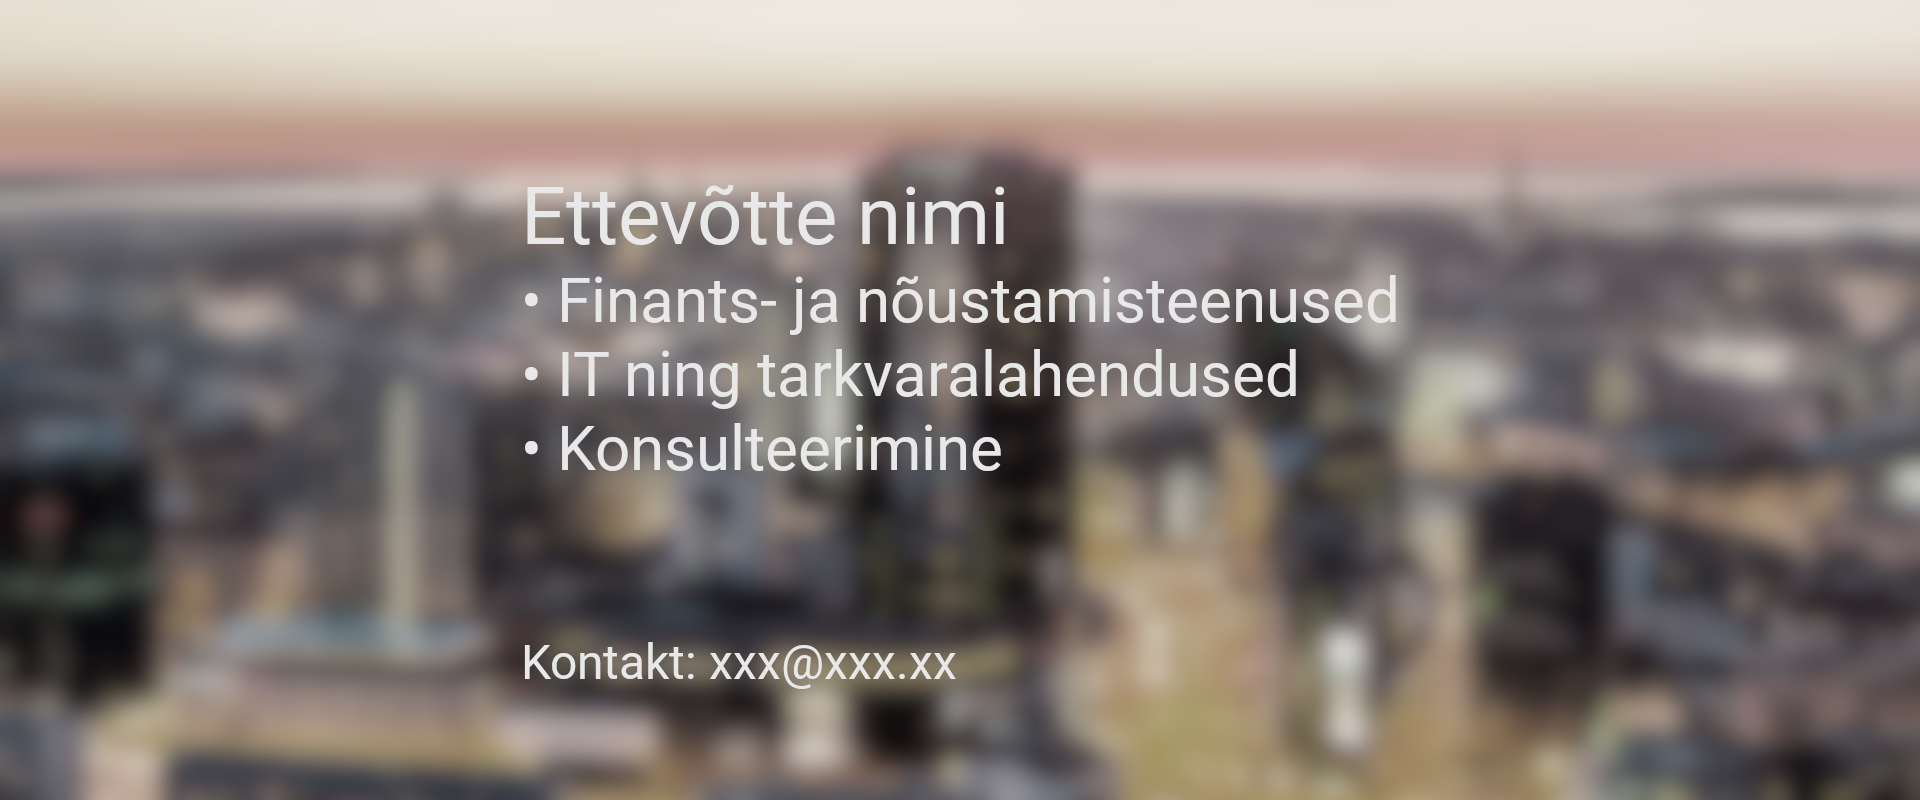 Ettevõtte nimi
• Finants- ja nõustamisteenused
• IT ning tarkvaralahendused
• Konsulteerimine
Kontakt: xxx@xxx.xx